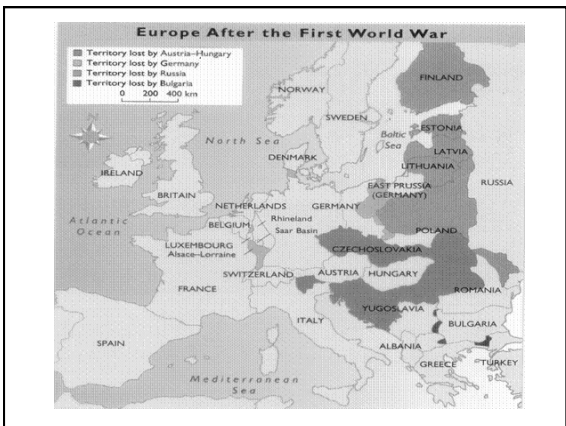 Europe After the First World War
Territory lost by Austria–Hungary
Territory lost by Germany
Territory lost by Russia
Territory lost by Bulgaria
0 200 400 km
FINLAND
NORWAY
SWEDEN
ESTONIA
Baltic
Sea
North Sea
LATVIA
DENMARK
LITHUANIA
IRELAND
RUSSIA
EAST PRUSSIA
(GERMANY)
BRITAIN
NETHERLANDS
GERMANY
Atlantic
Ocean
BELGIUM
Rhineland
Saar Basin
POLAND
LUXEMBOURG
Alsace–Lorraine
CZECHOSLOVAKIA
SWITZERLAND
AUSTRIA
HUNGARY
FRANCE
ROMANIA
YUGOSLAVIA
ITALY
BULGARIA
SPAIN
ALBANIA
GREECE
TURKEY
Mediterranean
Sea